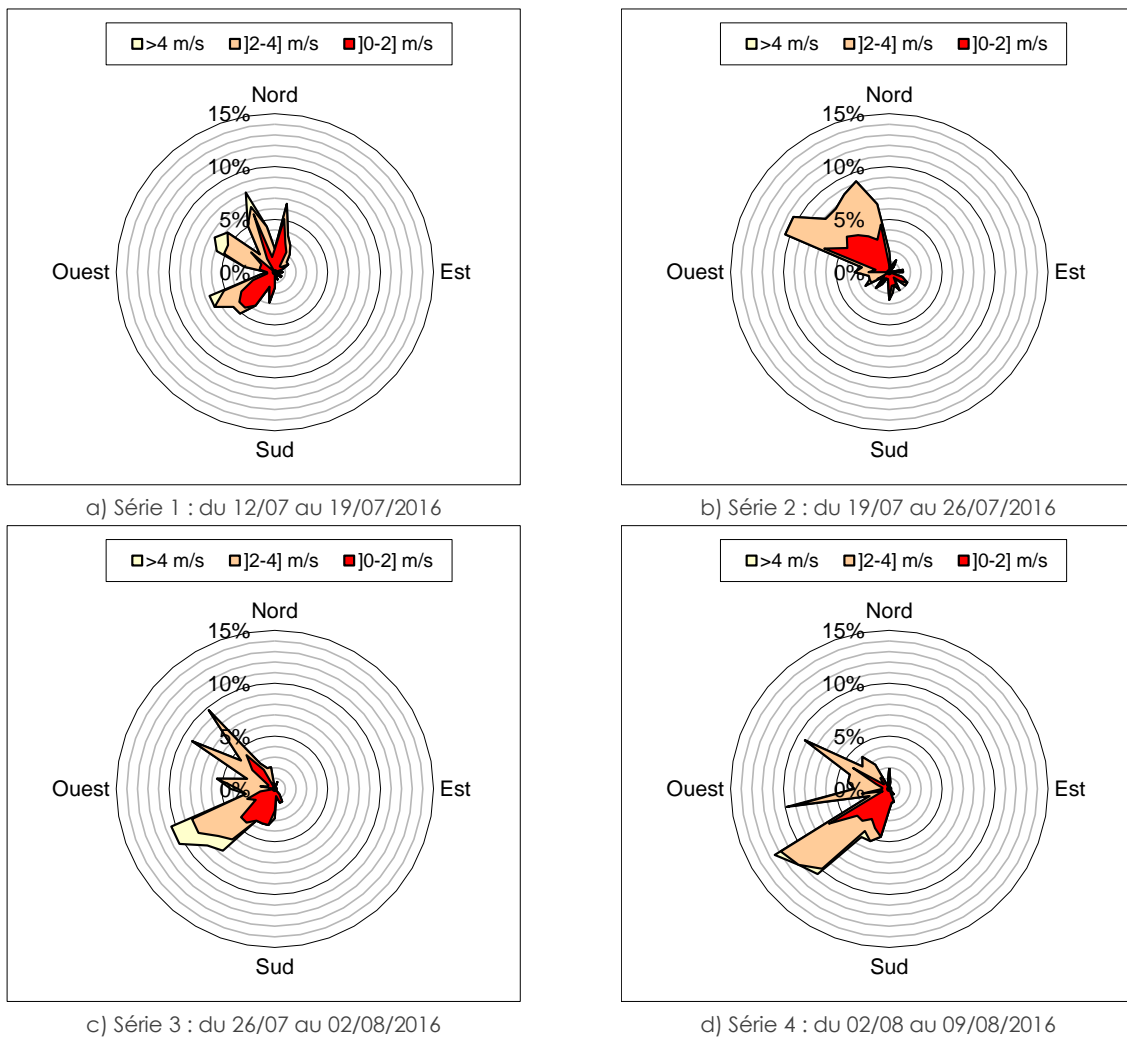 >4 m/s ]2-4] m/s ]0-2] m/s
Nord
15%
10%
5%
0%
Ouest
Est
Sud
a) Série 1 : du 12/07 au 19/07/2016
>4 m/s ]2-4] m/s ]0-2] m/s
Nord
15%
10%
5%
0%
Ouest
Est
Sud
b) Série 2 : du 19/07 au 26/07/2016
>4 m/s ]2-4] m/s ]0-2] m/s
Nord
15%
10%
5%
0%
Ouest
Est
Sud
c) Série 3 : du 26/07 au 02/08/2016
>4 m/s ]2-4] m/s ]0-2] m/s
Nord
15%
10%
5%
0%
Ouest
Est
Sud
d) Série 4 : du 02/08 au 09/08/2016